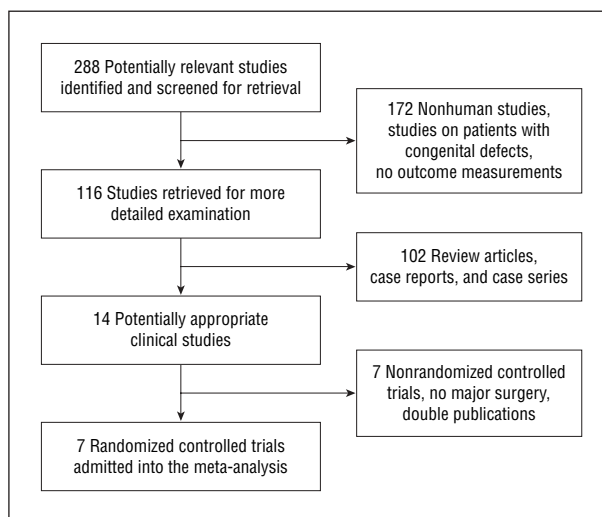 288 Potentially relevant studies
identified and screened for retrieval
172 Nonhuman studies,
studies on patients with
congenital defects,
no outcome measurements
116 Studies retrieved for more
detailed examination
102 Review articles,
case reports, and case series
14 Potentially appropriate
clinical studies
7 Nonrandomized controlled
trials, no major surgery,
double publications
7 Randomized controlled trials
admitted into the meta-analysis